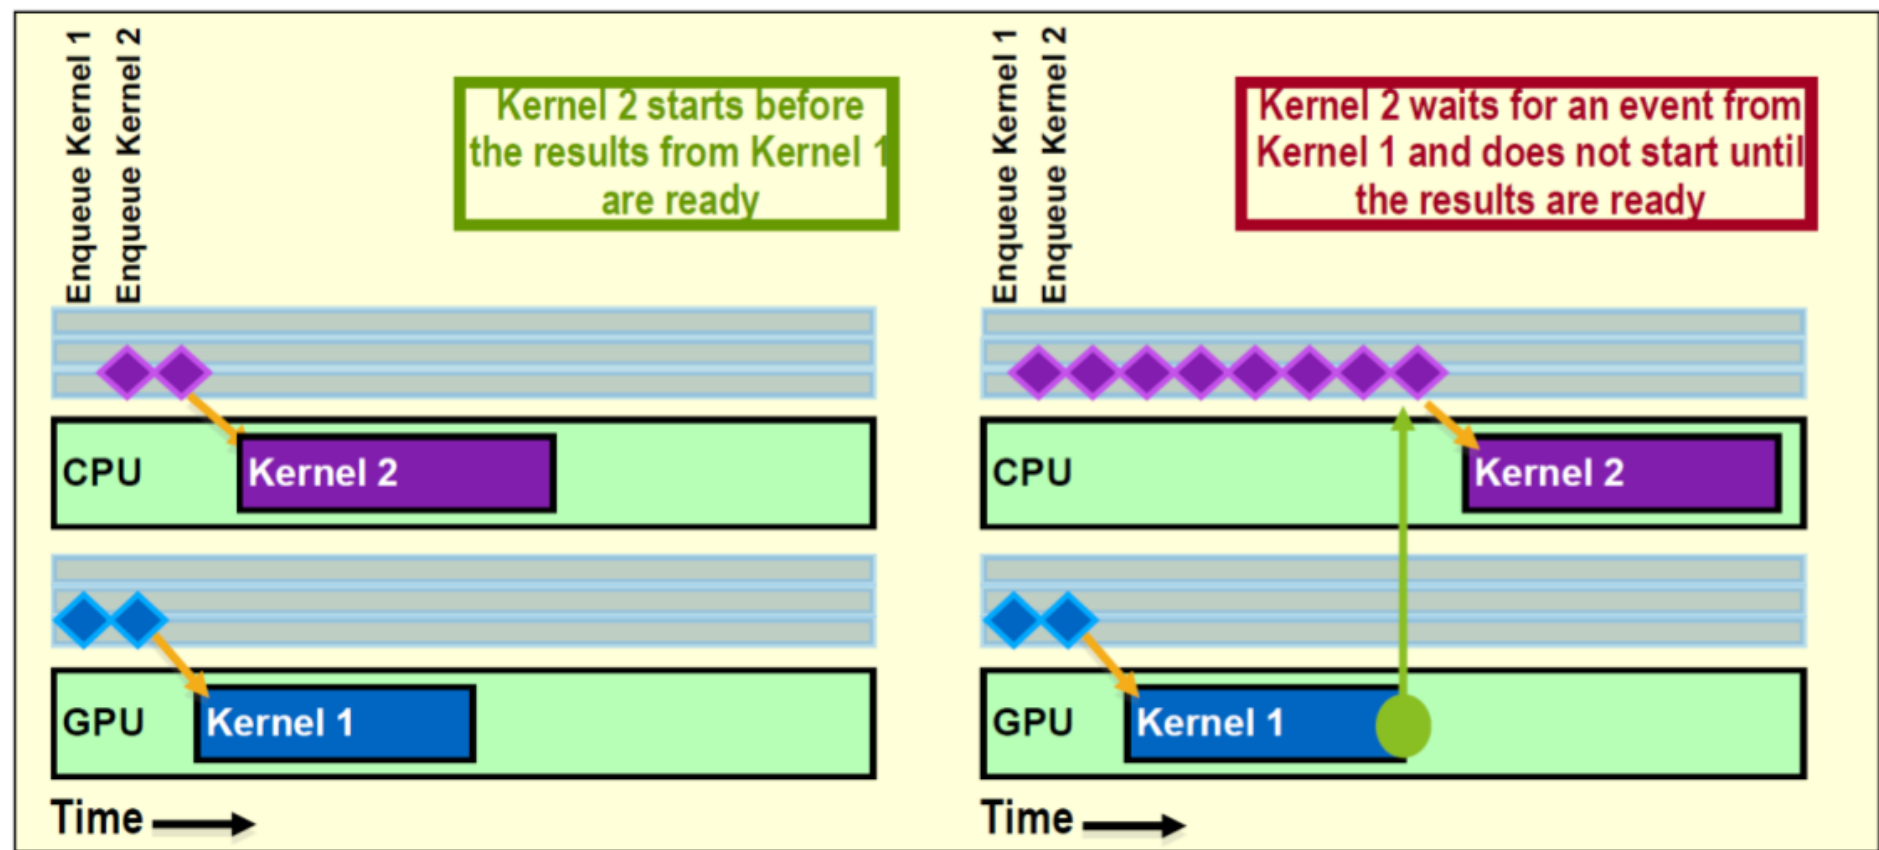 Enqueue Kernel 1
Enqueue Kernel 2
Kernel 2 starts before
the results from Kernel 1
are ready
CPU
Kernel 2
GPU
Kernel 1
Time
Enqueue Kernel 1
Enqueue Kernel 2
Kernel 2 waits for an event from
Kernel 1 and does not start until
the results are ready
CPU
Kernel 2
GPU
Kernel 1
Time